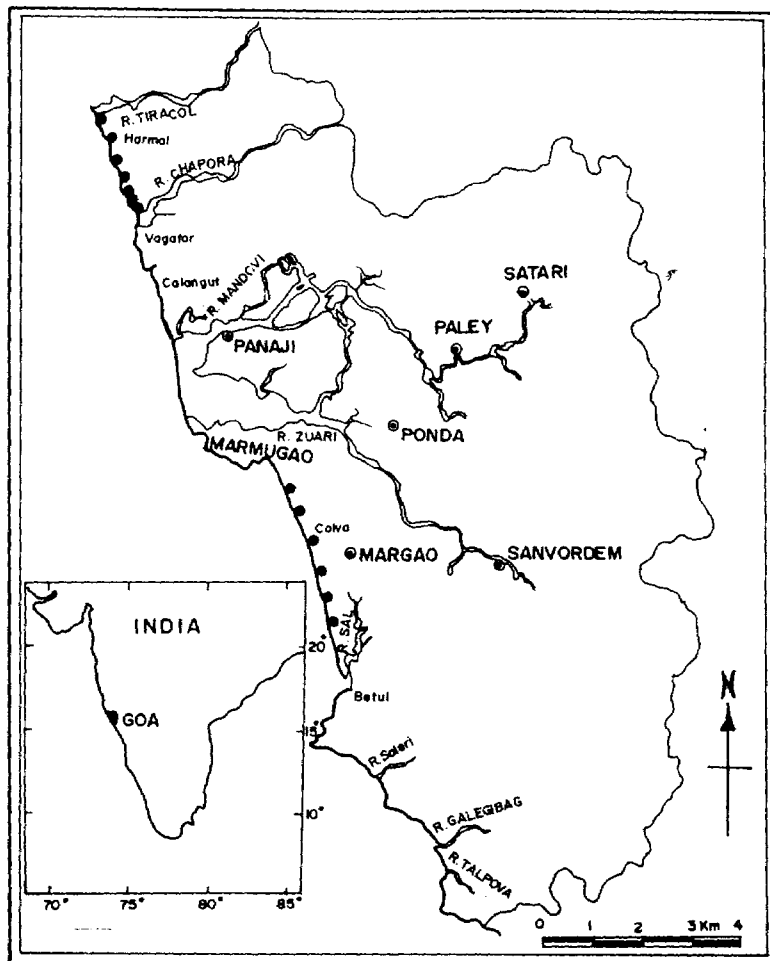 R. TIRACOL
Harmal
R. CHAPORA
Vagator
Calangut
R. MANDOVI
SATARI
PALEY
PANAJI
PONDA
R. ZUARI
MARMUGAO
Colva
MARGAO
SANVORDEM
R. SAL
Betul
R. Saleri
R. GALEGIBAG
R. TALPOVA
INDIA
GOA
20°
15°
10°
70°
75°
80°
85°
N
0 1 2 3 Km 4